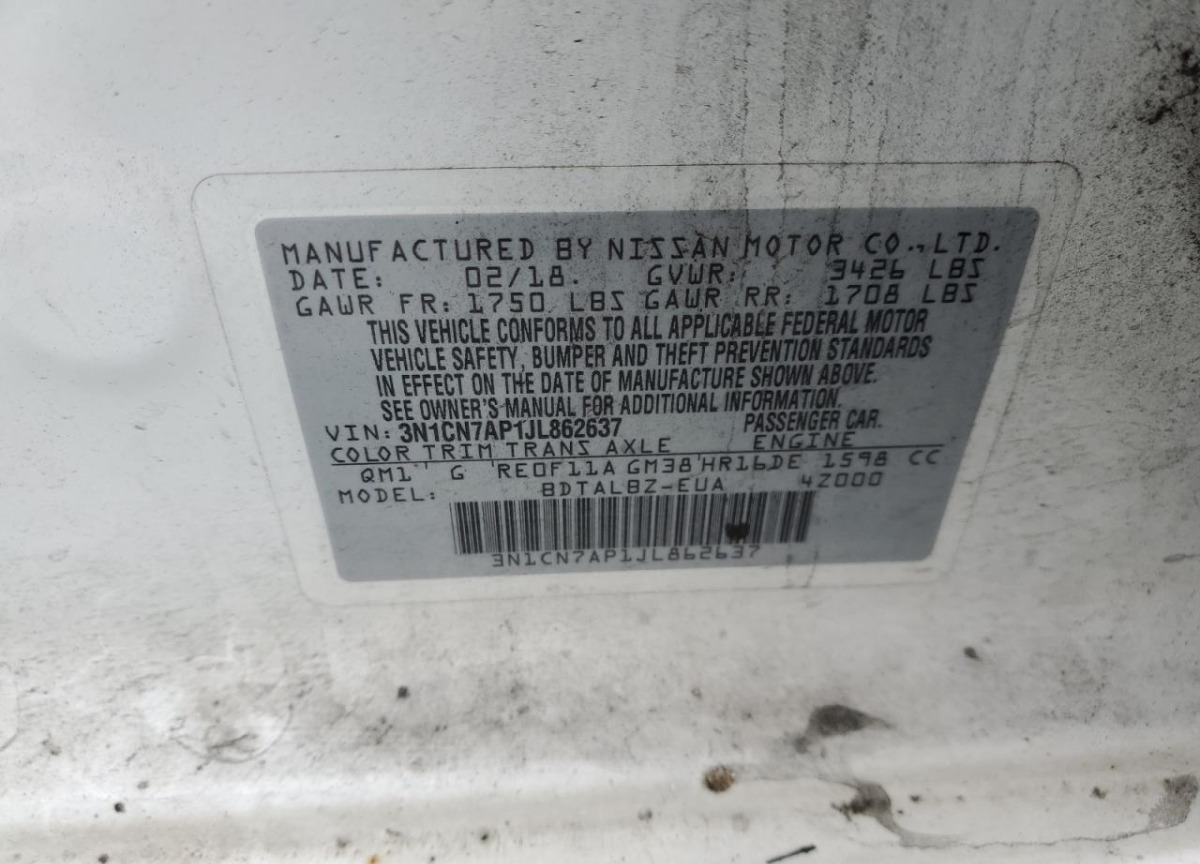 MANUFACTURED BY NISSAN MOTOR CO., LTD.
DATE: 02/18. GVWR: 3426 LBS
GAWR FR: 1750 LBS GAWR RR: 1708 LBS
THIS VEHICLE CONFORMS TO ALL APPLICABLE FEDERAL MOTOR
VEHICLE SAFETY, BUMPER AND THEFT PREVENTION STANDARDS
IN EFFECT ON THE DATE OF MANUFACTURE SHOWN ABOVE.
SEE OWNER'S MANUAL FOR ADDITIONAL INFORMATION.
VIN: 3N1CN7AP1JL862637 PASSENGER CAR.
COLOR TRIM TRANS AXLE ENGINE
QM1 G RE0F11A GM38 HR16DE 1598 CC
MODEL: BDTALBZ-EUA 4Z000
3N1CN7AP1JL862637